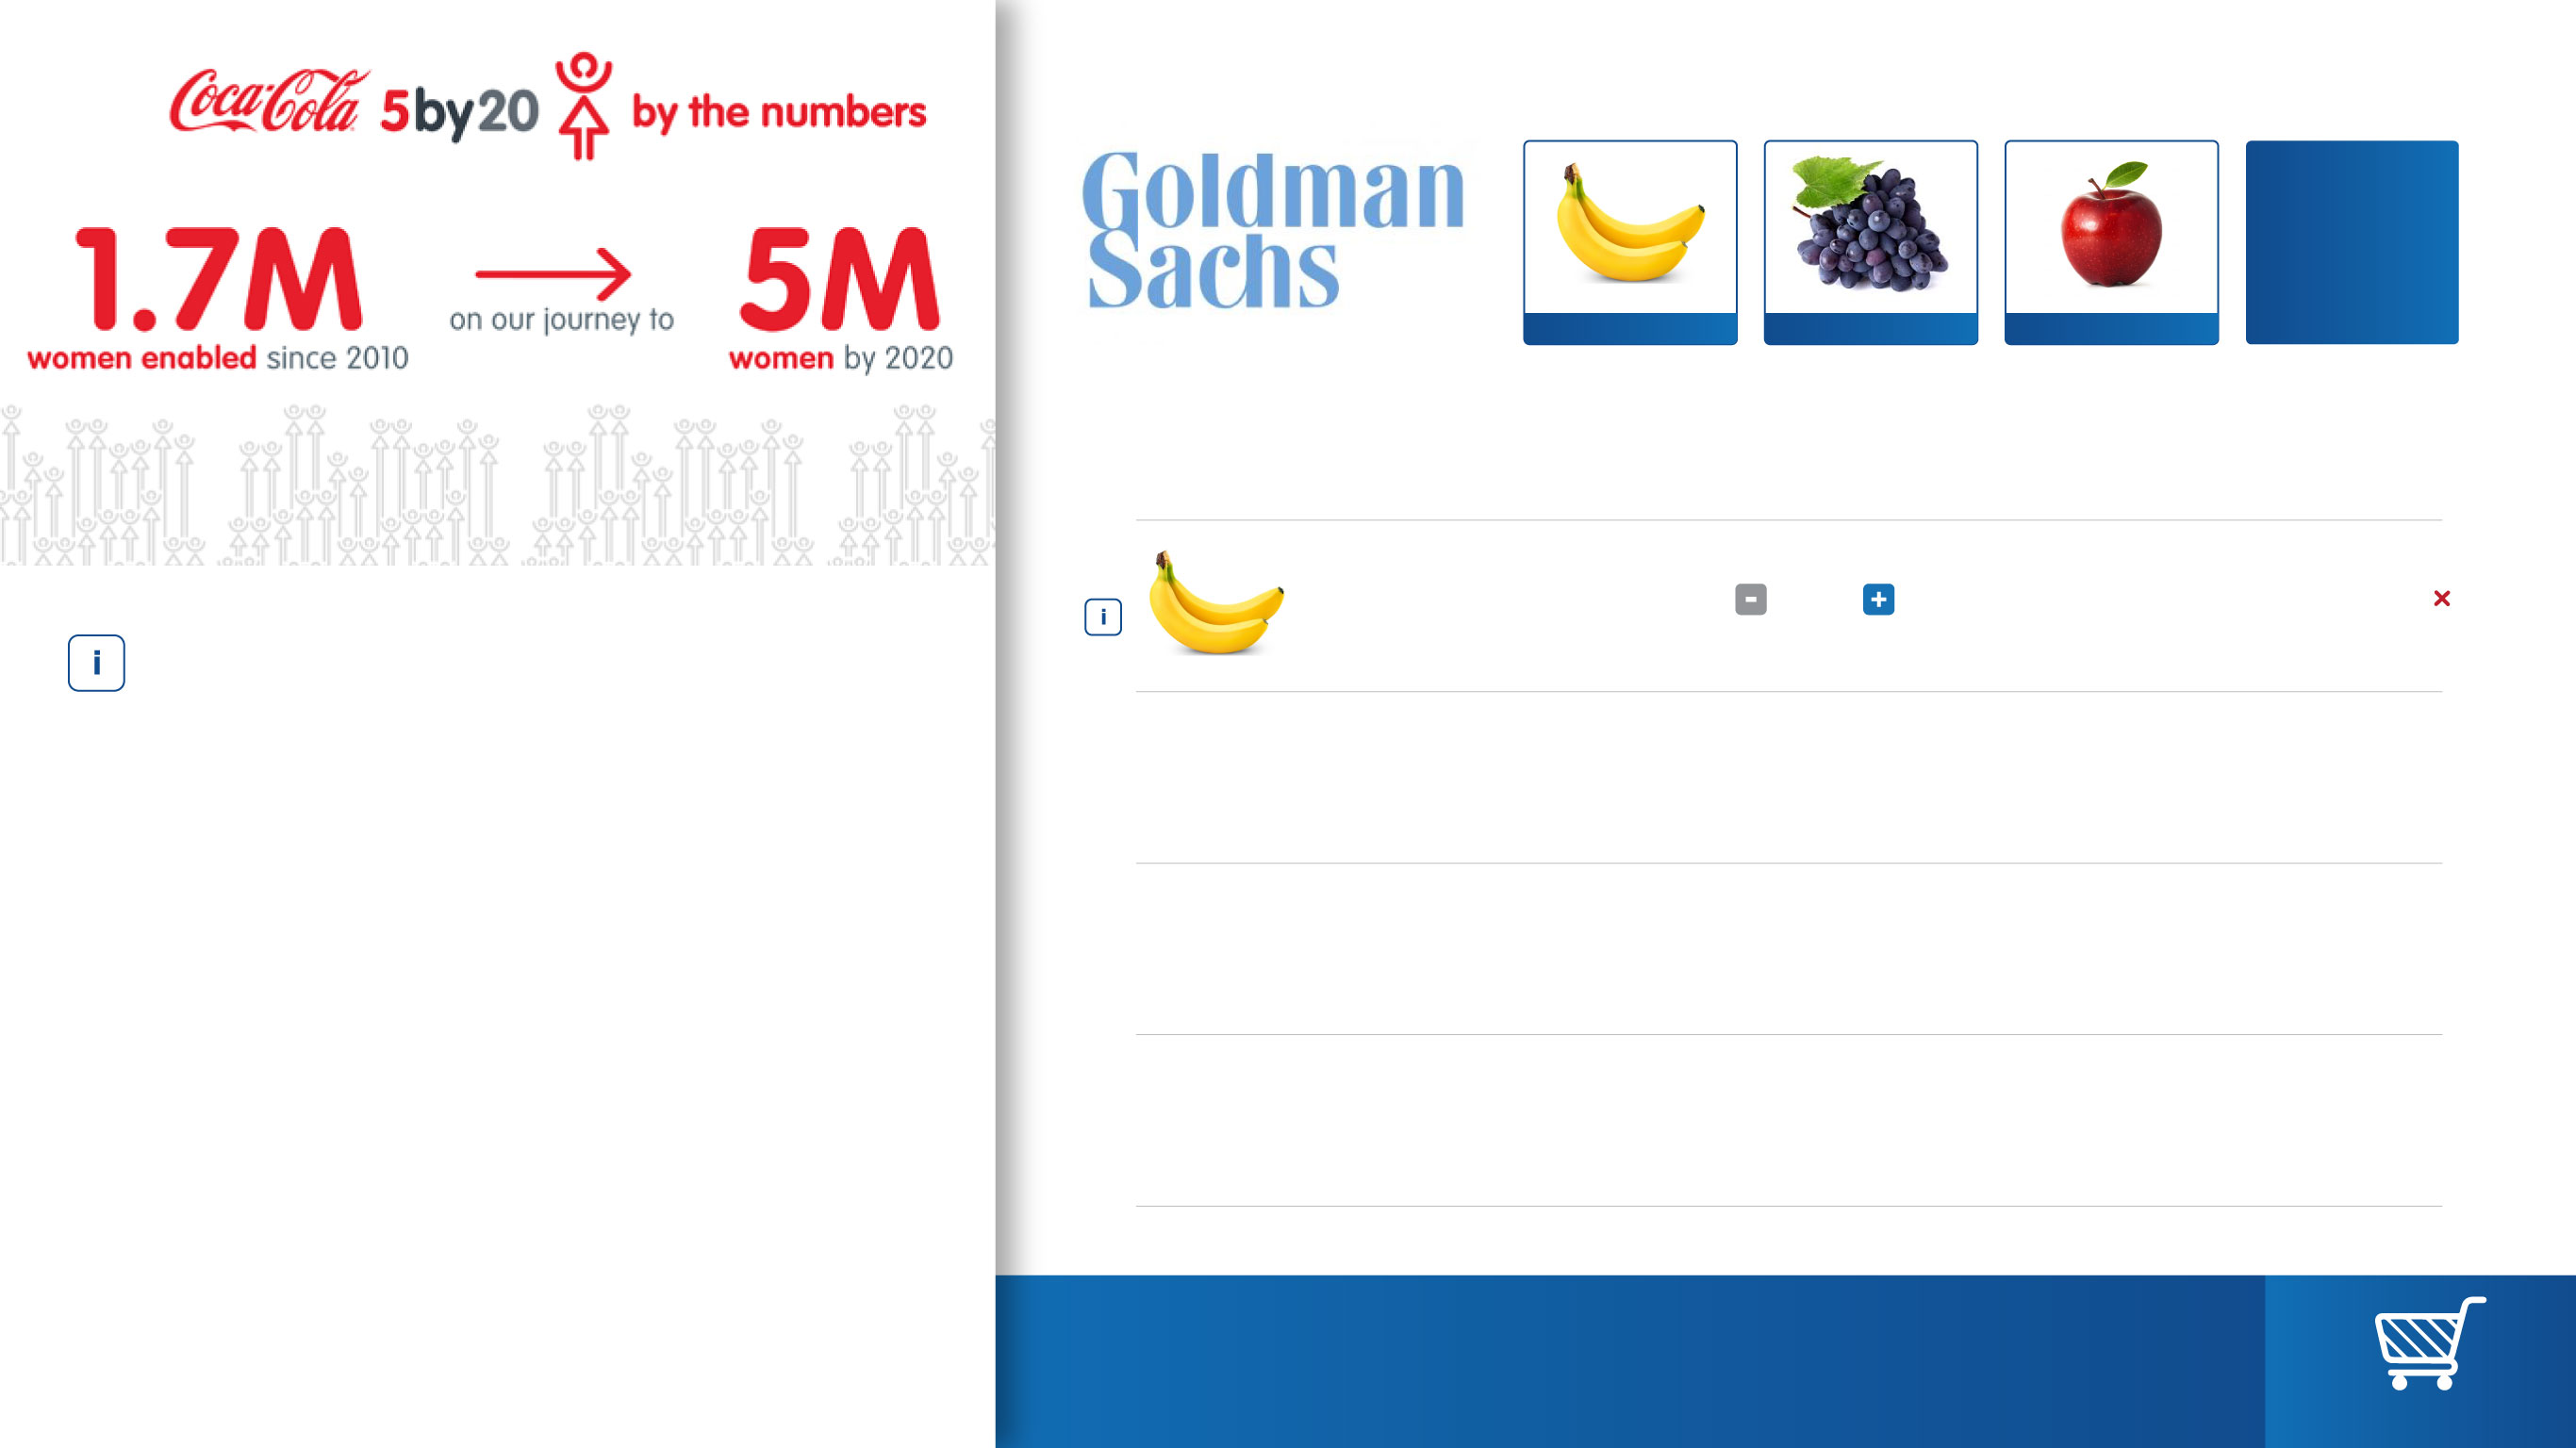 Coca-Cola 5by20 by the numbers
1.7M
on our journey to
5M
women enabled since 2010
women by 2020
Goldman
Sachs
i
- +
i